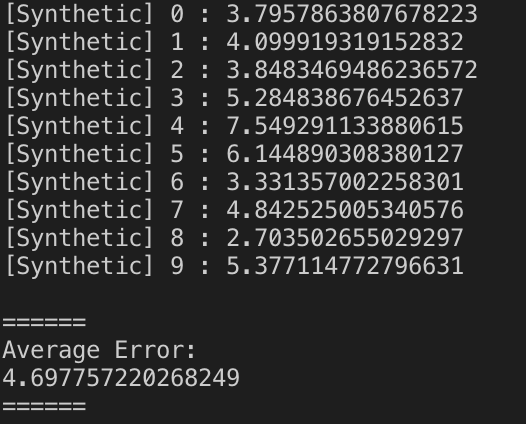 [Synthetic] 0 : 3.7957863807678223
[Synthetic] 1 : 4.099919319152832
[Synthetic] 2 : 3.8483469486236572
[Synthetic] 3 : 5.284838676452637
[Synthetic] 4 : 7.549291133880615
[Synthetic] 5 : 6.144890308380127
[Synthetic] 6 : 3.331357002258301
[Synthetic] 7 : 4.842525005340576
[Synthetic] 8 : 2.703502655029297
[Synthetic] 9 : 5.377114772796631
======
Average Error:
4.697757220268249
======